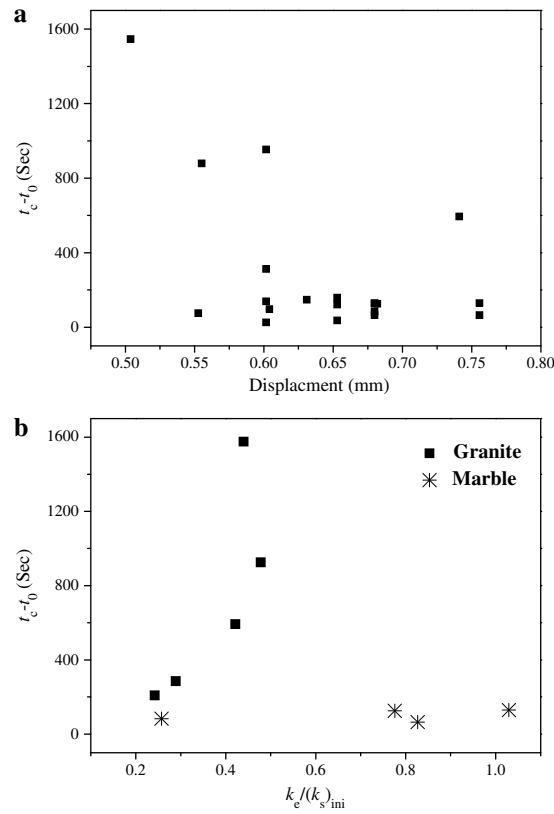 a
1600
1200
800
400
0
t_c-t_0 (Sec)
0.50 0.55 0.60 0.65 0.70 0.75 0.80
Displacment (mm)
b
1600
1200
800
400
0
t_c-t_0 (Sec)
Granite
Marble
0.2 0.4 0.6 0.8 1.0
k_e/(k_s)_ini